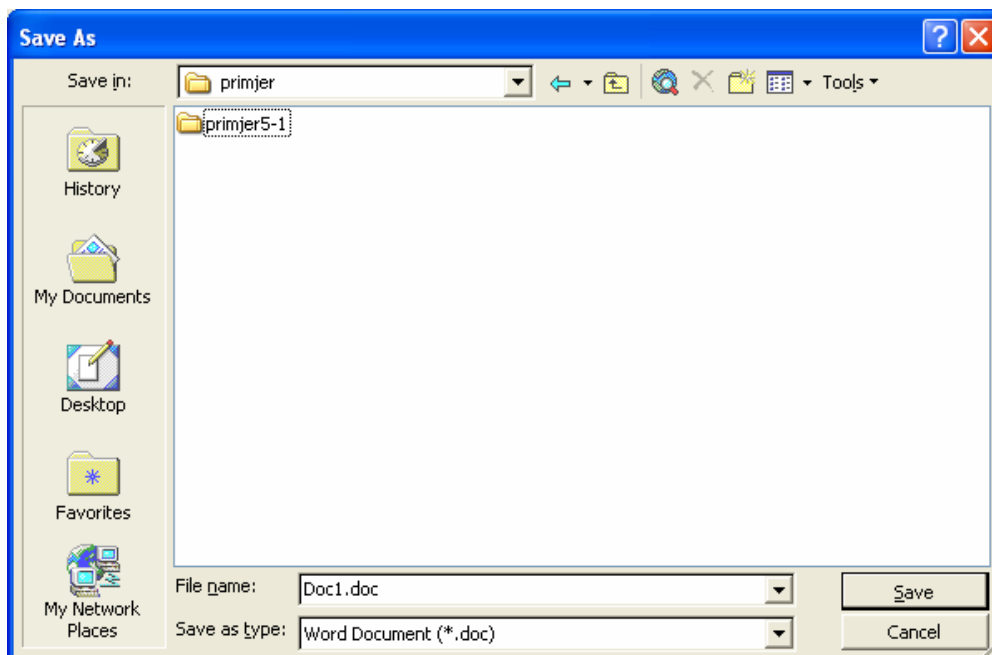 Save As
Save in:
primjer
Tools
primjer5-1
History
My Documents
Desktop
Favorites
My Network
Places
File name:
Doc1.doc
Save
Save as type:
Word Document (*.doc)
Cancel